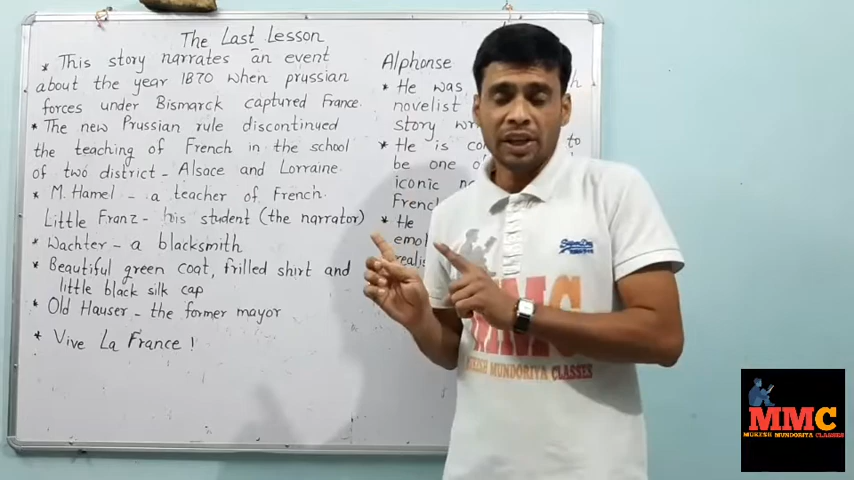 The Last Lesson
* This story narrates an event
about the year 1870 when prussian
forces under Bismarck captured France.
* The new Prussian rule discontinued
the teaching of French in the school
of two district - Alsace and Lorraine
* M. Hamel - a teacher of French.
Little Franz - his student (the narrator)
* Wachter - a blacksmith
* Beautiful green coat, frilled shirt and
little black silk cap
* Old Hauser - the former mayor
* Vive La France !
Alphonse
* He was
novelist
story
* He is
be one of
iconic
* He
Superdry
MUNDORIYA CLASSES
MMC
MUKESH MUNDORIYA CLASSES